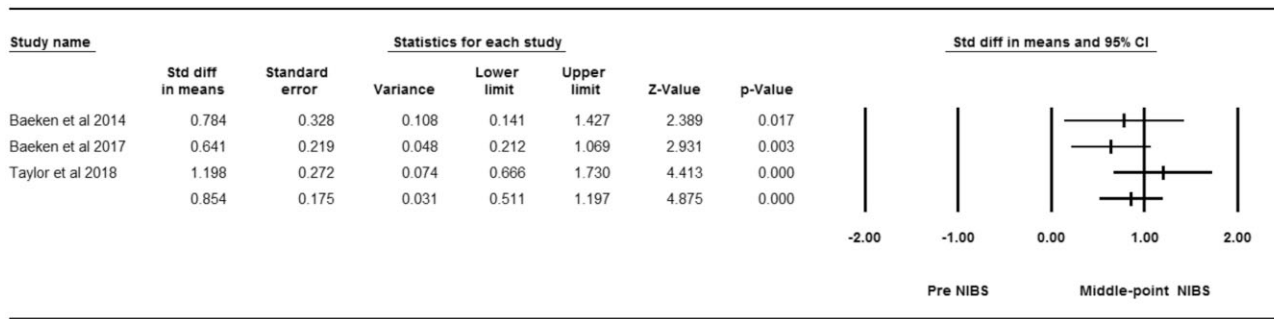 Study name Statistics for each study Std diff in means and 95% CI
Std diff Standard Lower Upper
in means error Variance limit limit Z-Value p-Value
Baeken et al 2014 0.784 0.328 0.108 0.141 1.427 2.389 0.017
Baeken et al 2017 0.641 0.219 0.048 0.212 1.069 2.931 0.003
Taylor et al 2018 1.198 0.272 0.074 0.666 1.730 4.413 0.000
0.854 0.175 0.031 0.511 1.197 4.875 0.000
-2.00 -1.00 0.00 1.00 2.00
Pre NIBS Middle-point NIBS